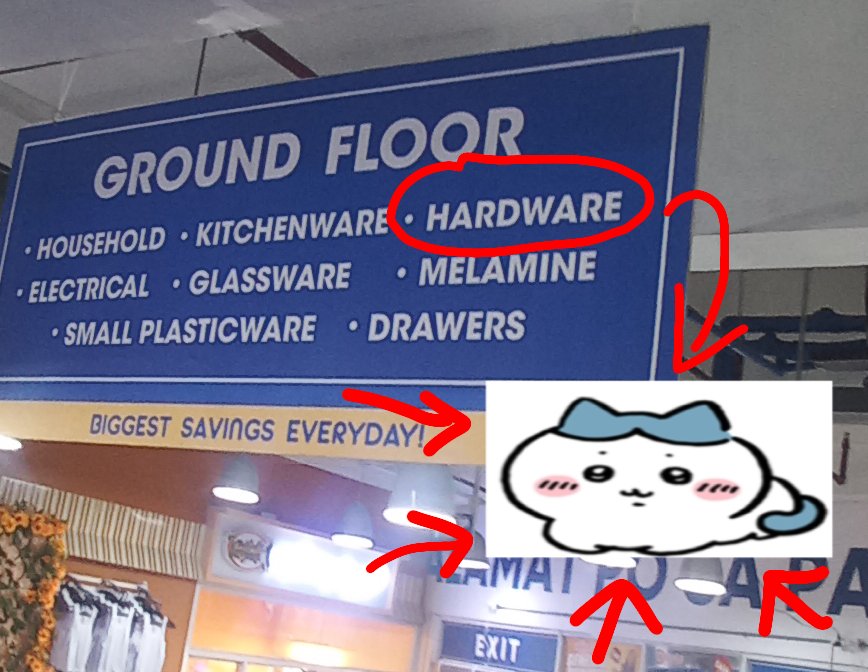 GROUND FLOOR
• HOUSEHOLD • KITCHENWARE • HARDWARE
• ELECTRICAL • GLASSWARE • MELAMINE
• SMALL PLASTICWARE • DRAWERS
BIGGEST SAVINGS EVERYDAY!
EXIT